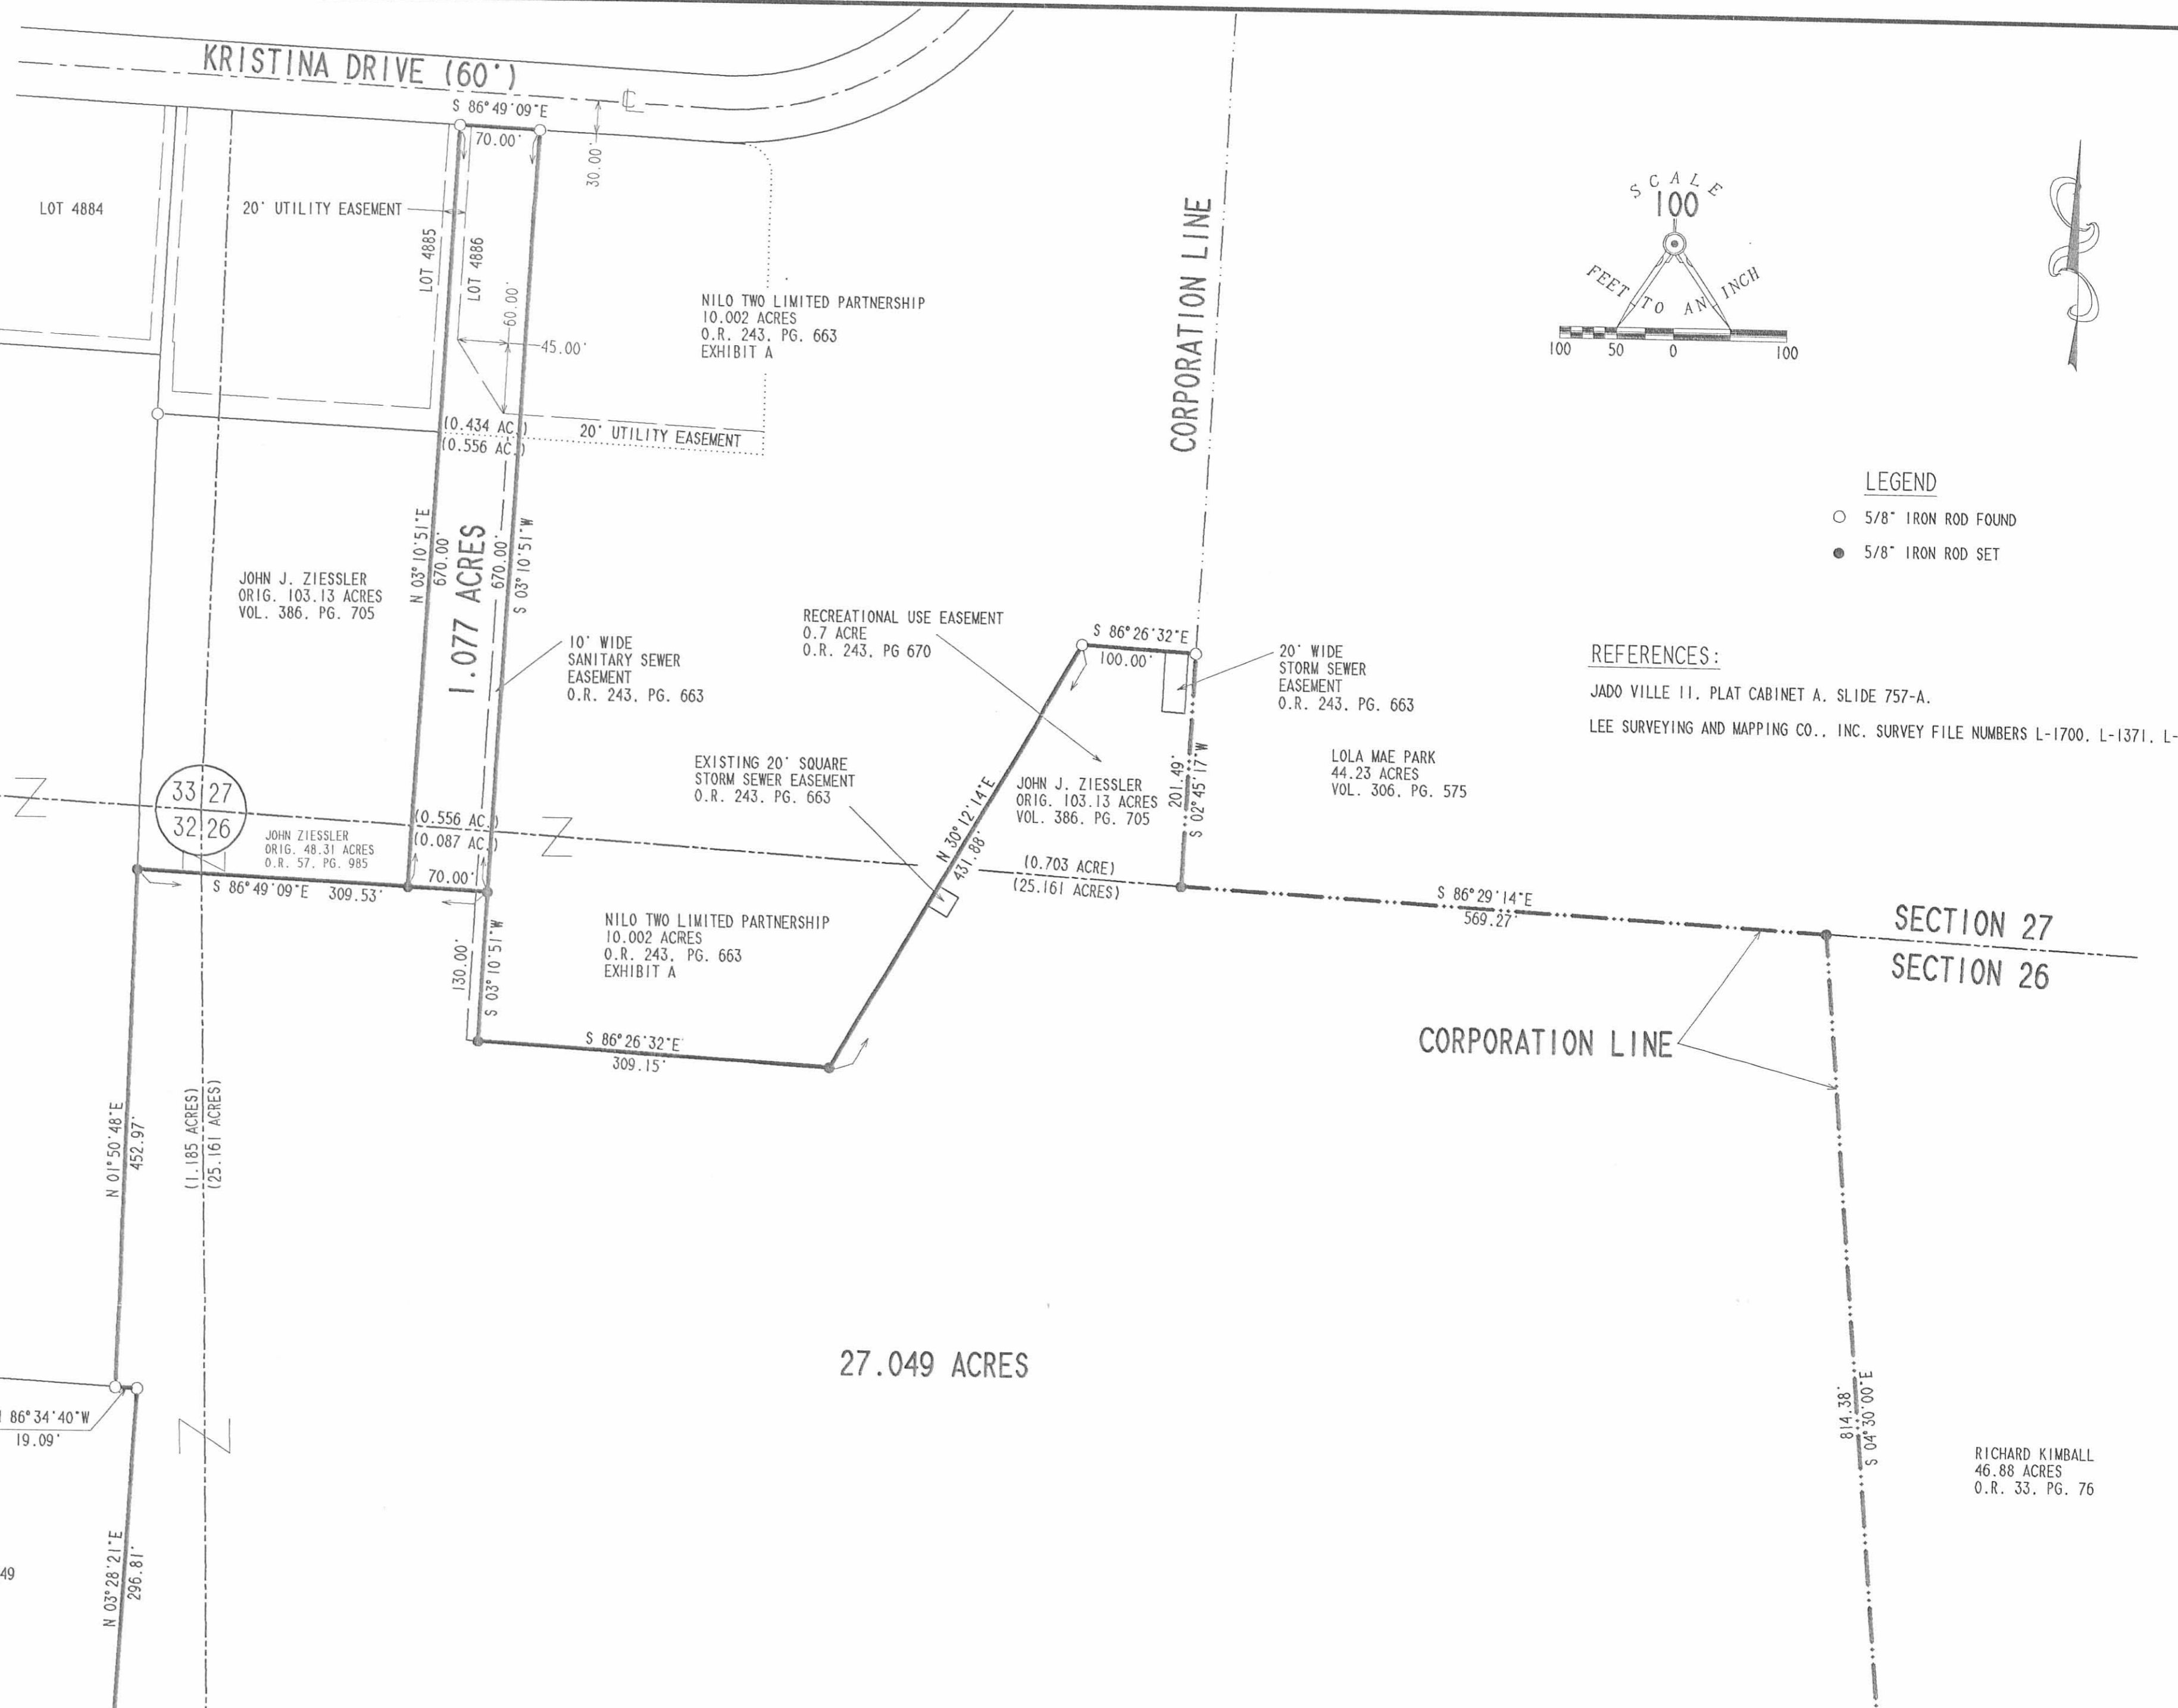 KRISTINA DRIVE (60')
S 86°49'09"E
70.00'
30.00'
LOT 4884
20' UTILITY EASEMENT
LOT 4885
LOT 4886
60.00'
45.00'
NILO TWO LIMITED PARTNERSHIP
10.002 ACRES
O.R. 243, PG. 663
EXHIBIT A
(0.434 AC.)
(0.556 AC.)
20' UTILITY EASEMENT
CORPORATION LINE
SCALE
100
FEET TO AN INCH
100 50 0 100
LEGEND
5/8" IRON ROD FOUND
5/8" IRON ROD SET
N 03°10'51"E
670.00'
1.077 ACRES
670.00'
S 03°10'51"W
JOHN J. ZIESSLER
ORIG. 103.13 ACRES
VOL. 386, PG. 705
10' WIDE
SANITARY SEWER
EASEMENT
O.R. 243, PG. 663
RECREATIONAL USE EASEMENT
0.7 ACRE
O.R. 243, PG 670
S 86°26'32"E
100.00'
20' WIDE
STORM SEWER
EASEMENT
O.R. 243, PG. 663
REFERENCES:
JADO VILLE II, PLAT CABINET A, SLIDE 757-A.
LEE SURVEYING AND MAPPING CO., INC. SURVEY FILE NUMBERS L-1700, L-1371, L-
EXISTING 20' SQUARE
STORM SEWER EASEMENT
O.R. 243, PG. 663
N 30°12'14"E
431.88'
JOHN J. ZIESSLER
ORIG. 103.13 ACRES
VOL. 386, PG. 705
201.49'
S 02°45'17"W
LOLA MAE PARK
44.23 ACRES
VOL. 306, PG. 575
33 27
32 26
JOHN ZIESSLER
ORIG. 48.31 ACRES
O.R. 57, PG. 985
(0.556 AC.)
(0.087 AC.)
70.00'
S 86°49'09"E 309.53'
(0.703 ACRE)
(25.161 ACRES)
S 86°29'14"E
569.27'
SECTION 27
SECTION 26
NILO TWO LIMITED PARTNERSHIP
10.002 ACRES
O.R. 243, PG. 663
EXHIBIT A
130.00'
S 03°10'51"W
S 86°26'32"E
309.15'
CORPORATION LINE
N 01°50'48"E
452.97'
(1.185 ACRES)
(25.161 ACRES)
27.049 ACRES
86°34'40"W
19.09'
814.38'
S 04°30'00"E
RICHARD KIMBALL
46.88 ACRES
O.R. 33, PG. 76
N 03°28'21"E
296.81'
49